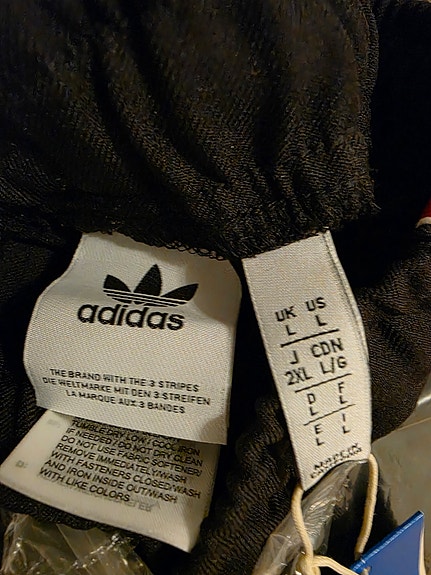 adidas
THE BRAND WITH THE 3 STRIPES
DIE WELTMARKE MIT DEN 3 STREIFEN
LA MARQUE AUX 3 BANDES
TUMBLE DRY LOW / COOL IRON
IF NEEDED / DO NOT DRY CLEAN
DO NOT USE FABRIC SOFTENER/
REMOVE IMMEDIATELY/WASH
WITH FASTENERS CLOSED/WASH
AND IRON INSIDE OUT/WASH
WITH LIKE COLORS
UK US
L L
J CDN
2XL L/G
D F
L L
E I
L L
MADE IN